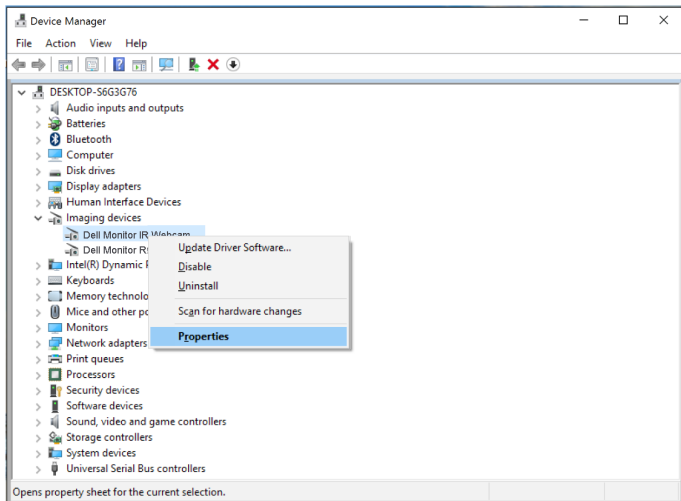 Device Manager
File Action View Help
DESKTOP-S6G3G76
Audio inputs and outputs
Batteries
Bluetooth
Computer
Disk drives
Display adapters
Human Interface Devices
Imaging devices
Dell Monitor IR Webcam
Dell Monitor
Intel(R) Dynamic
Keyboards
Memory
Mice and other
Monitors
Network adapters
Print queues
Processors
Security devices
Software devices
Sound, video and game controllers
Storage controllers
System devices
Universal Serial Bus controllers
Update Driver Software...
Disable
Uninstall
Scan for hardware changes
Properties
Opens property sheet for the current selection.